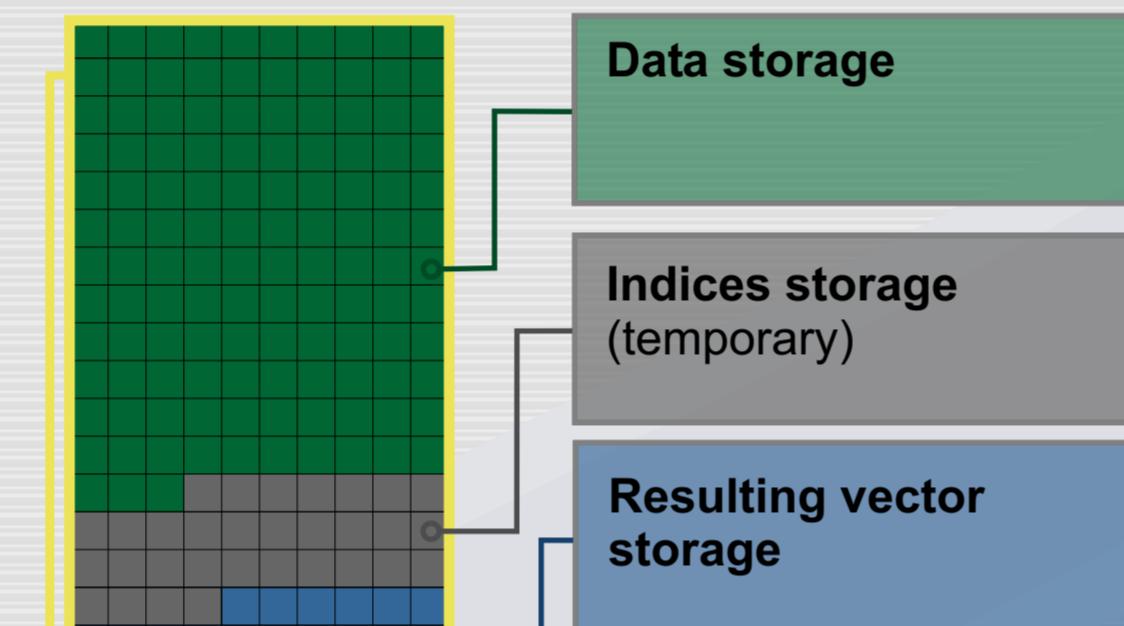 Data storage
Indices storage
(temporary)
Resulting vector
storage